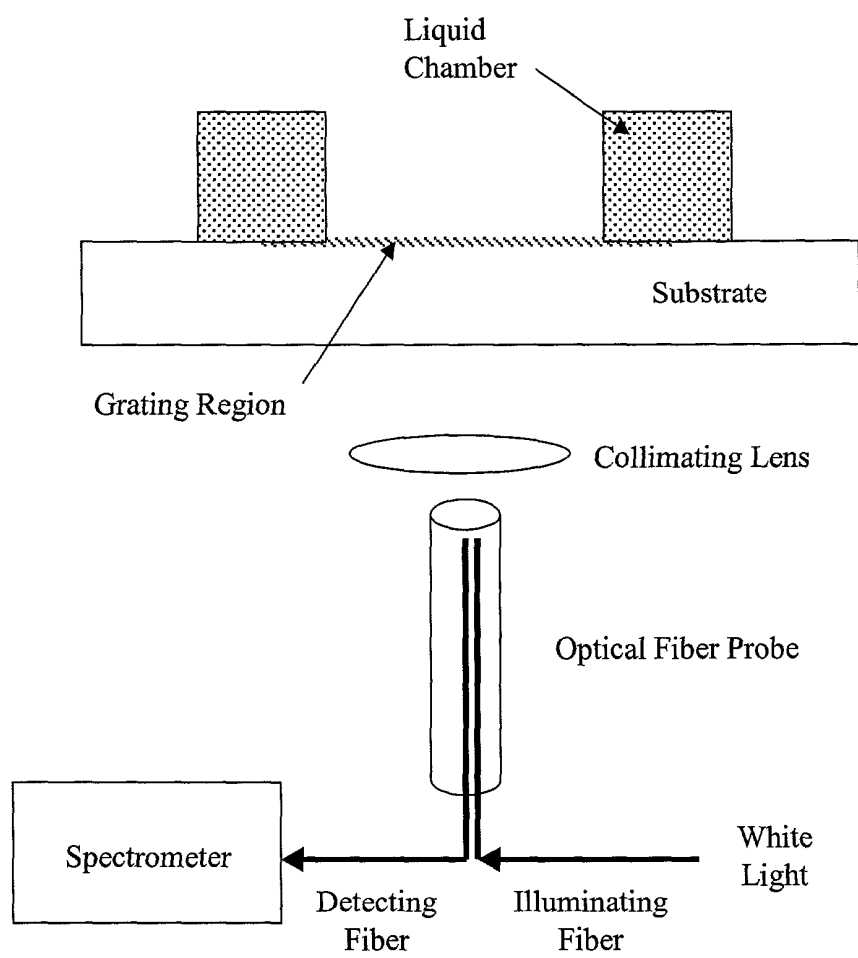 Liquid
Chamber
Substrate
Grating Region
Collimating Lens
Optical Fiber Probe
Spectrometer
White
Light
Detecting
Fiber
Illuminating
Fiber